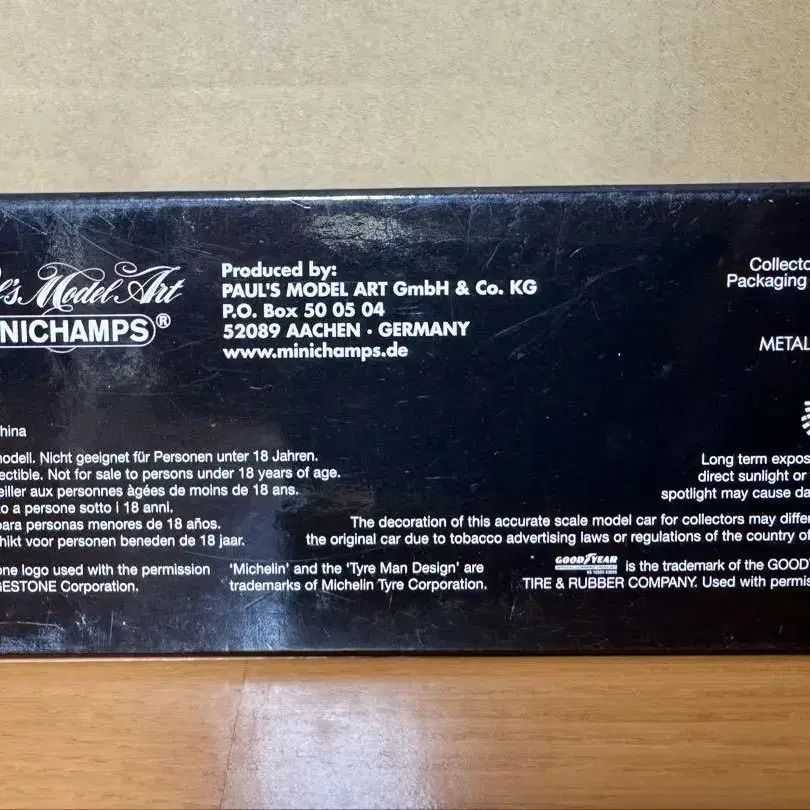 l's Model Art
NICHAMPS®
Produced by:
PAUL'S MODEL ART GmbH & Co. KG
P.O. Box 50 05 04
52089 AACHEN · GERMANY
www.minichamps.de
Collecto
Packaging
METAL
hina
modell. Nicht geeignet für Personen unter 18 Jahren.
ectible. Not for sale to persons under 18 years of age.
eiller aux personnes âgées de moins de 18 ans.
to a persone sotto i 18 anni.
para personas menores de 18 años.
chikt voor personen beneden de 18 jaar.
Long term expos
direct sunlight or
spotlight may cause da
The decoration of this accurate scale model car for collectors may differ
the original car due to tobacco advertising laws or regulations of the country of
one logo used with the permission
GESTONE Corporation.
'Michelin' and the 'Tyre Man Design' are
trademarks of Michelin Tyre Corporation.
GOODYEAR is the trademark of the GOOD
TIRE & RUBBER COMPANY. Used with permis